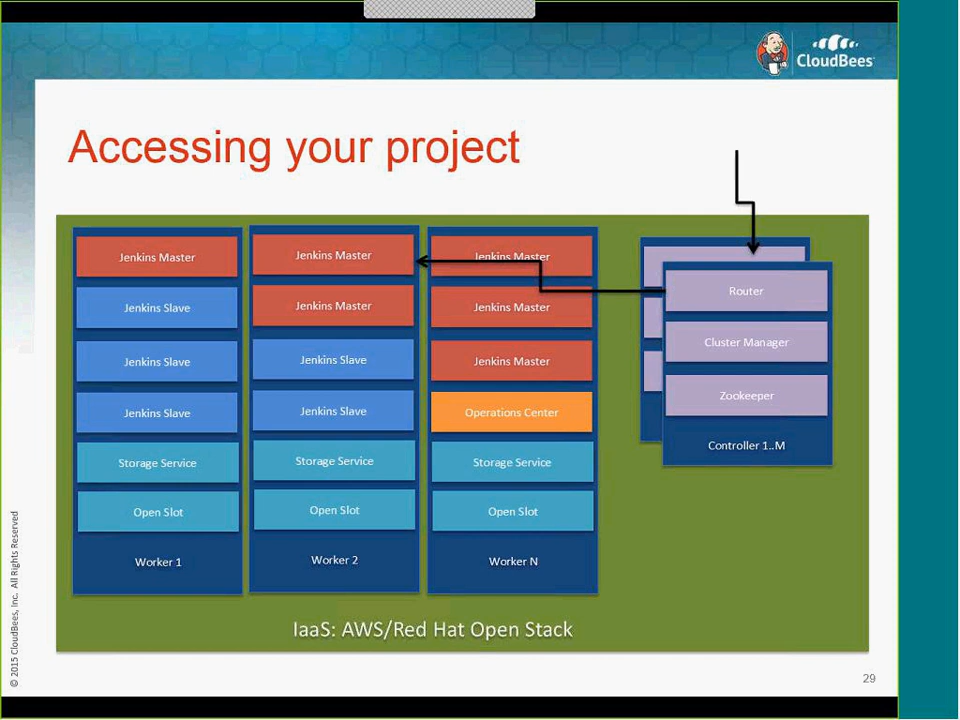 CloudBees
Accessing your project
Jenkins Master
Jenkins Slave
Jenkins Slave
Jenkins Slave
Storage Service
Open Slot
Worker 1
Jenkins Master
Jenkins Master
Jenkins Slave
Jenkins Slave
Storage Service
Open Slot
Worker 2
Jenkins Master
Jenkins Master
Jenkins Master
Operations Center
Storage Service
Open Slot
Worker N
Router
Cluster Manager
Zookeeper
Controller 1..M
IaaS: AWS/Red Hat Open Stack
© 2015 CloudBees, Inc. All Rights Reserved
29